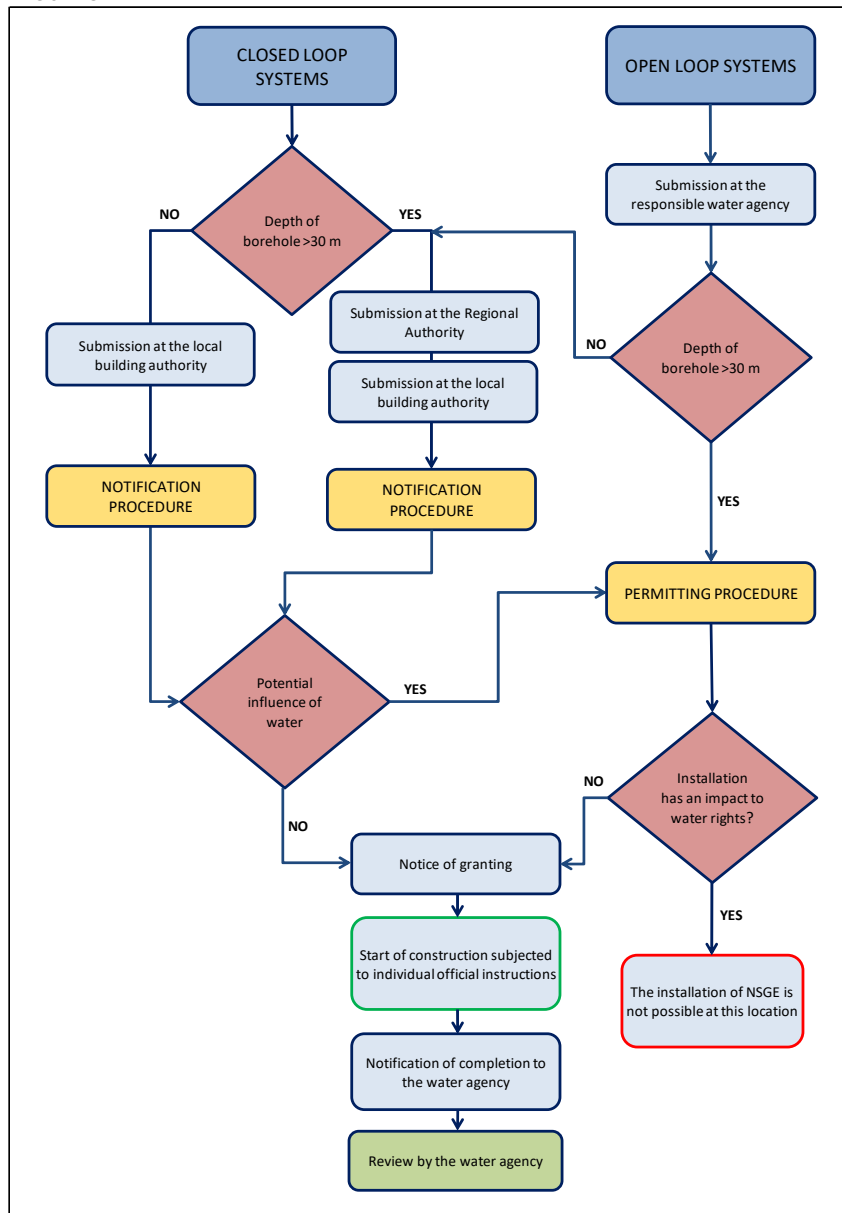 CLOSED LOOP
SYSTEMS
OPEN LOOP SYSTEMS
Submission at the
responsible water agency
NO
Depth of
borehole >30 m
YES
Submission at the Regional
Authority
Submission at the local
building authority
Submission at the local
building authority
NO
Depth of
borehole >30 m
NOTIFICATION
PROCEDURE
NOTIFICATION
PROCEDURE
YES
PERMITTING PROCEDURE
Potential
influence of
water
YES
NO
Installation
has an impact to
water rights?
NO
Notice of granting
YES
Start of construction subjected
to individual official instructions
The installation of NSGE is
not possible at this location
Notification of completion to
the water agency
Review by the water agency